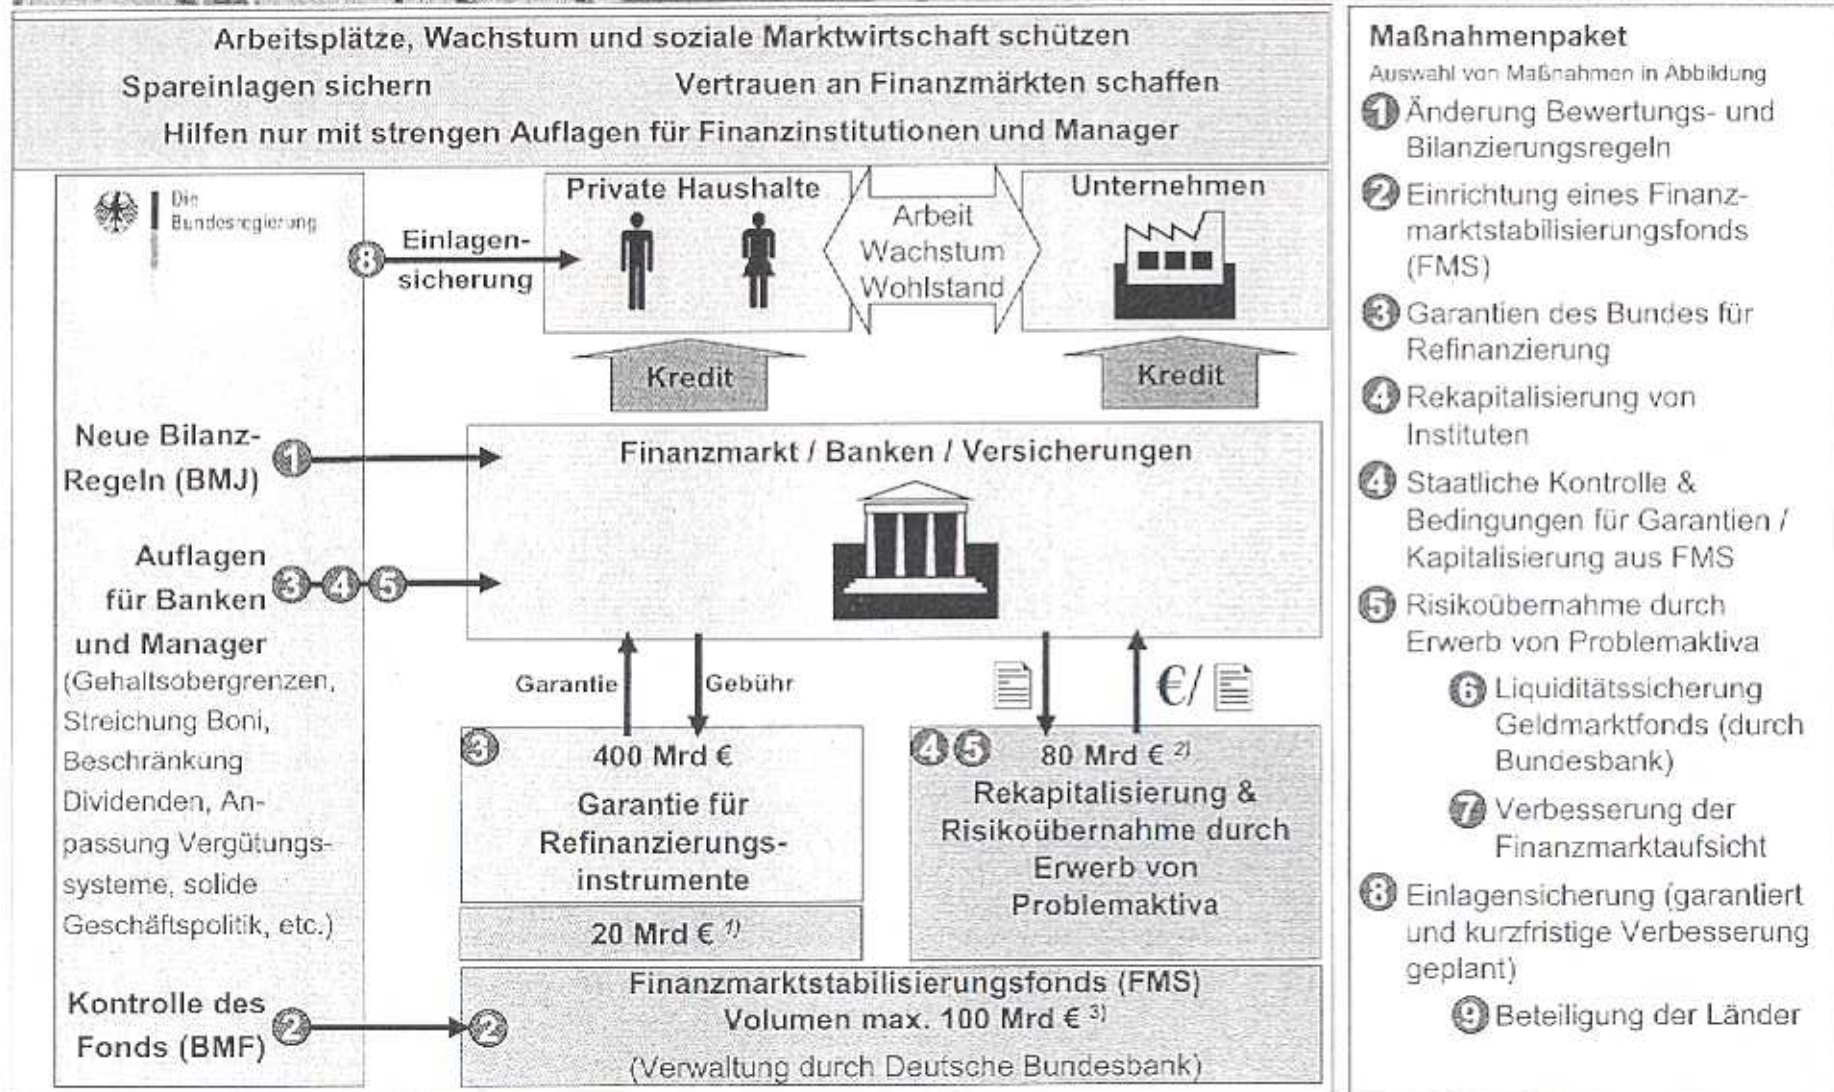 Arbeitsplätze, Wachstum und soziale Marktwirtschaft schützen
Spareinlagen sichern
Vertrauen an Finanzmärkten schaffen
Hilfen nur mit strengen Auflagen für Finanzinstitutionen und Manager
Die
Bundesregierung
8
Einlagen-
sicherung
Private Haushalte
Arbeit
Wachstum
Wohlstand
Unternehmen
Kredit
Kredit
Neue Bilanz-
Regeln (BMJ)
1
Finanzmarkt / Banken / Versicherungen
Auflagen
für Banken
und Manager
3 4 5
(Gehaltsobergrenzen,
Streichung Boni,
Beschränkung
Dividenden, An-
passung Vergütungs-
systeme, solide
Geschäftspolitik, etc.)
Garantie
Gebühr
€/
3
400 Mrd €
Garantie für
Refinanzierungs-
instrumente
20 Mrd € 1)
4 5
80 Mrd € 2)
Rekapitalisierung &
Risikoübernahme durch
Erwerb von
Problemaktiva
Kontrolle des
Fonds (BMF)
2
2
Finanzmarktstabilisierungsfonds (FMS)
Volumen max. 100 Mrd € 3)
(Verwaltung durch Deutsche Bundesbank)
Maßnahmenpaket
Auswahl von Maßnahmen in Abbildung
1 Änderung Bewertungs- und
Bilanzierungsregeln
2 Einrichtung eines Finanz-
marktstabilisierungsfonds
(FMS)
3 Garantien des Bundes für
Refinanzierung
4 Rekapitalisierung von
Instituten
4 Staatliche Kontrolle &
Bedingungen für Garantien /
Kapitalisierung aus FMS
5 Risikoübernahme durch
Erwerb von Problemaktiva
6 Liquiditätssicherung
Geldmarktfonds (durch
Bundesbank)
7 Verbesserung der
Finanzmarktaufsicht
8 Einlagensicherung (garantiert
und kurzfristige Verbesserung
geplant)
9 Beteiligung der Länder